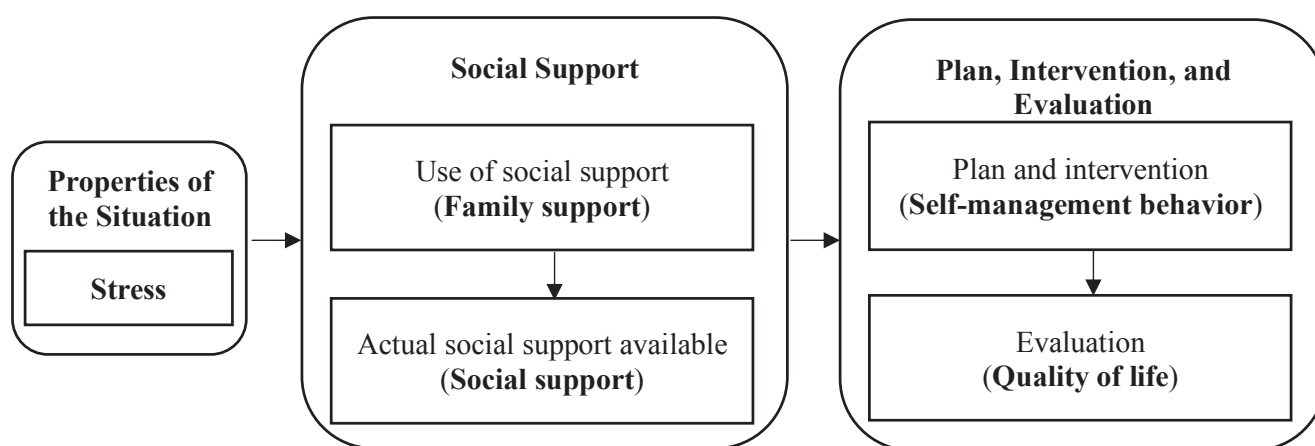 Properties of
the Situation
Stress
Social Support
Use of social support
(Family support)
Actual social support available
(Social support)
Plan, Intervention, and
Evaluation
Plan and intervention
(Self-management behavior)
Evaluation
(Quality of life)